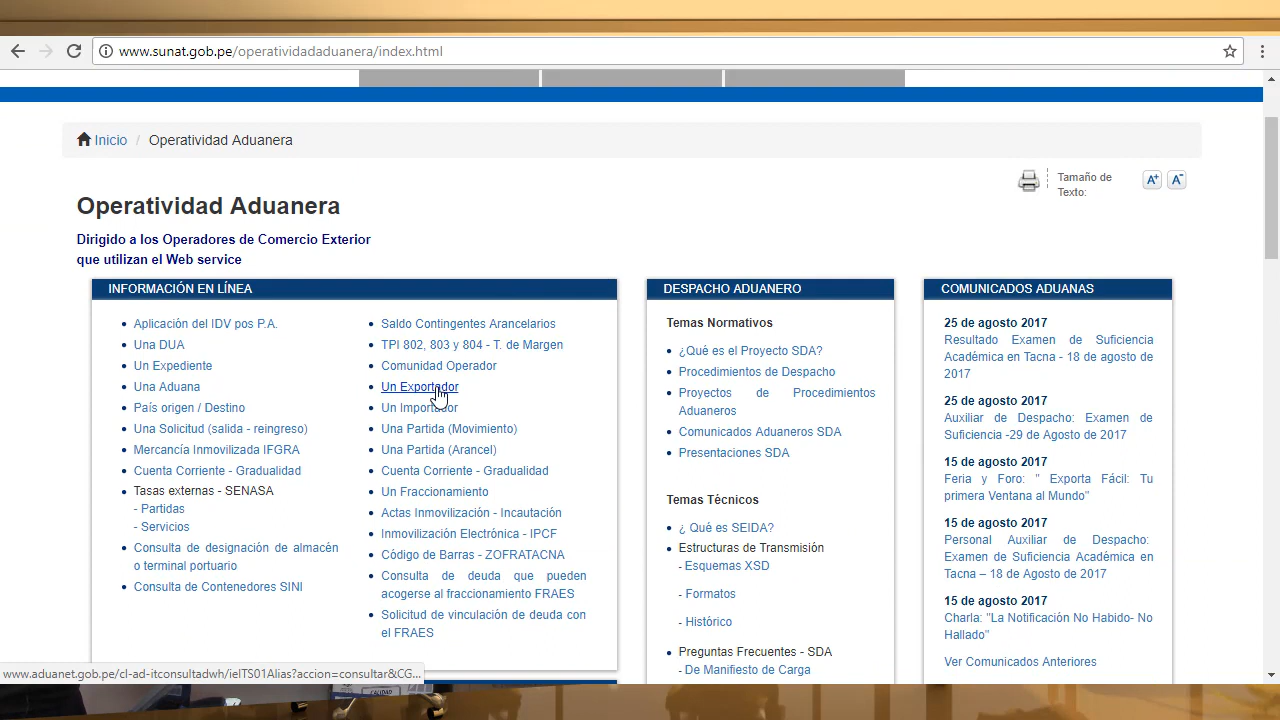 www.sunat.gob.pe/operatividadaduanera/index.html
Inicio / Operatividad Aduanera
Tamaño de
Texto:
A+ A-
Operatividad Aduanera
Dirigido a los Operadores de Comercio Exterior
que utilizan el Web service
INFORMACIÓN EN LÍNEA
Aplicación del IDV pos P.A.
Una DUA
Un Expediente
Una Aduana
País origen / Destino
Una Solicitud (salida - reingreso)
Mercancía Inmovilizada IFGRA
Cuenta Corriente - Gradualidad
Tasas externas - SENASA
- Partidas
- Servicios
Consulta de designación de almacén
o terminal portuario
Consulta de Contenedores SINI
Saldo Contingentes Arancelarios
TPI 802, 803 y 804 - T. de Margen
Comunidad Operador
Un Exportador
Un Importador
Una Partida (Movimiento)
Una Partida (Arancel)
Cuenta Corriente - Gradualidad
Un Fraccionamiento
Actas Inmovilización - Incautación
Inmovilización Electrónica - IPCF
Código de Barras - ZOFRATACNA
Consulta de deuda que pueden
acogerse al fraccionamiento FRAES
Solicitud de vinculación de deuda con
el FRAES
DESPACHO ADUANERO
Temas Normativos
¿Qué es el Proyecto SDA?
Procedimientos de Despacho
Proyectos de Procedimientos
Aduaneros
Comunicados Aduaneros SDA
Presentaciones SDA
Temas Técnicos
¿ Qué es SEIDA?
Estructuras de Transmisión
- Esquemas XSD
- Formatos
- Histórico
Preguntas Frecuentes - SDA
- De Manifiesto de Carga
COMUNICADOS ADUANAS
25 de agosto 2017
Resultado Examen de Suficiencia
Académica en Tacna - 18 de agosto de
2017
25 de agosto 2017
Auxiliar de Despacho: Examen de
Suficiencia -29 de Agosto de 2017
15 de agosto 2017
Feria y Foro: " Exporta Fácil: Tu
primera Ventana al Mundo"
15 de agosto 2017
Personal Auxiliar de Despacho:
Examen de Suficiencia Académica en
Tacna – 18 de Agosto de 2017
15 de agosto 2017
Charla: "La Notificación No Habido- No
Hallado"
Ver Comunicados Anteriores
www.aduanet.gob.pe/cl-ad-itconsultadwh/ieITS01Alias?accion=consultar&CG...